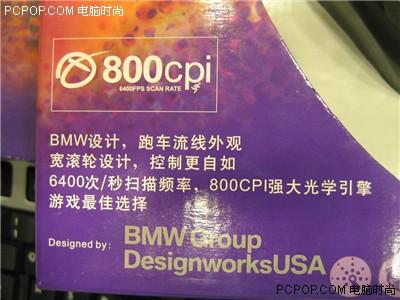 PCPOP.COM 电脑时尚
800cpi
6400FPS SCAN RATE
BMW设计，跑车流线外观
宽滚轮设计，控制更自如
6400次/秒扫描频率，800CPI强大光学引擎
游戏最佳选择
Designed by: BMW Group
DesignworksUSA
PCPOP.COM 电脑时尚